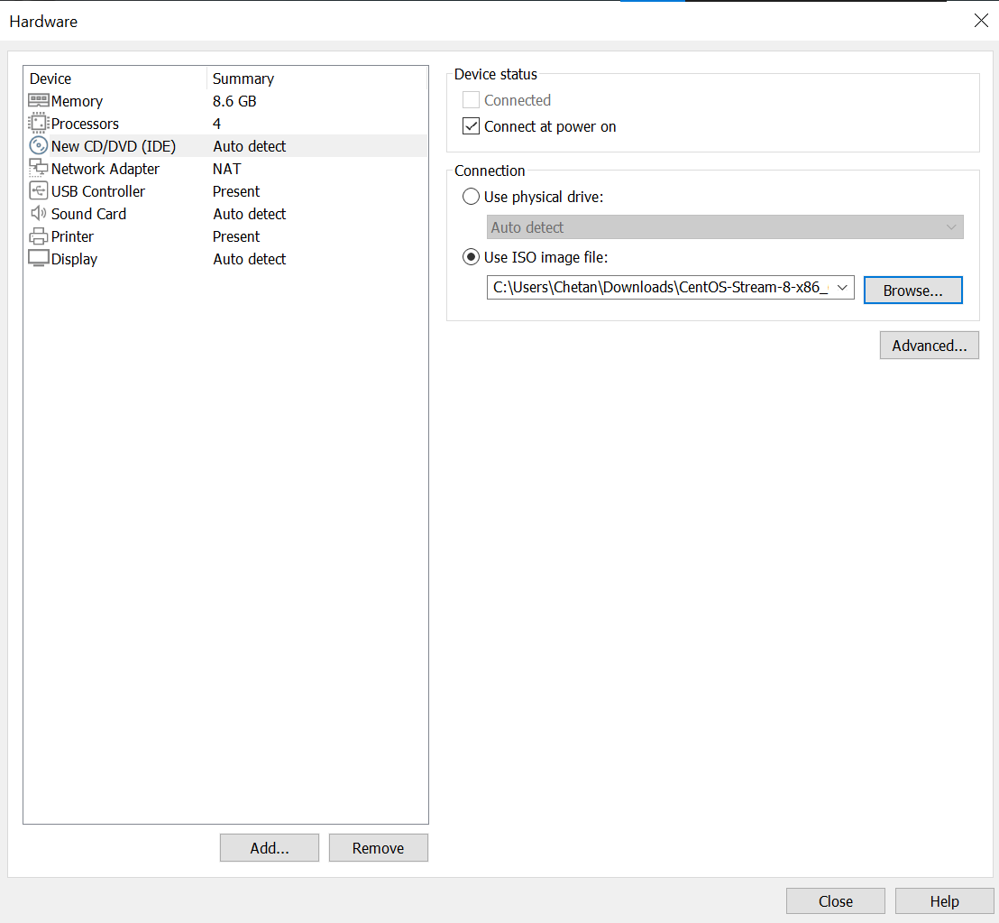 Hardware
Device Summary
Memory 8.6 GB
Processors 4
New CD/DVD (IDE) Auto detect
Network Adapter NAT
USB Controller Present
Sound Card Auto detect
Printer Present
Display Auto detect
Add... Remove
Device status
Connected
Connect at power on
Connection
Use physical drive:
Auto detect
Use ISO image file:
C:\Users\Chetan\Downloads\CentOS-Stream-8-x86_
Browse...
Advanced...
Close Help